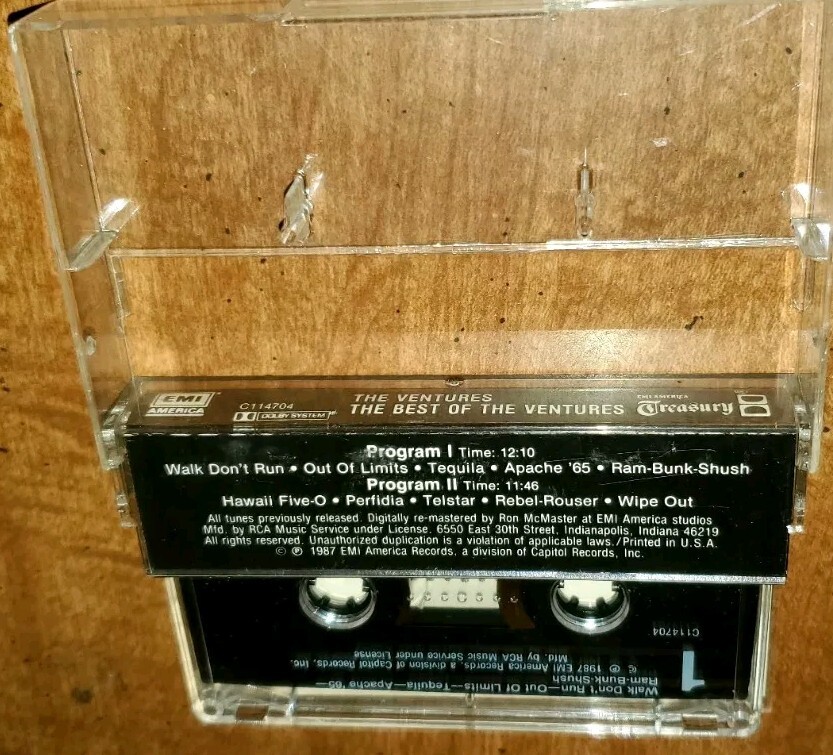 EMI
AMERICA
C114704
DOLBY SYSTEM
THE VENTURES
THE BEST OF THE VENTURES
EMI AMERICA
Treasury
Program I Time: 12:10
Walk Don't Run • Out Of Limits • Tequila • Apache '65 • Ram-Bunk-Shush
Program II Time: 11:46
Hawaii Five-O • Perfidia • Telstar • Rebel-Rouser • Wipe Out
All tunes previously released. Digitally re-mastered by Ron McMaster at EMI America studios
Mfd. by RCA Music Service under License. 6550 East 30th Street, Indianapolis, Indiana 46219
All rights reserved. Unauthorized duplication is a violation of applicable laws./Printed in U.S.A.
© ℗ 1987 EMI America Records, a division of Capitol Records, Inc.
1
Walk Don't Run—Out Of Limits—Tequila—Apache '65—
Ram-Bunk-Shush
© ℗ 1987 EMI America Records, a division of Capitol Records, Inc.
Mfd. by RCA Music Service under License
C114704